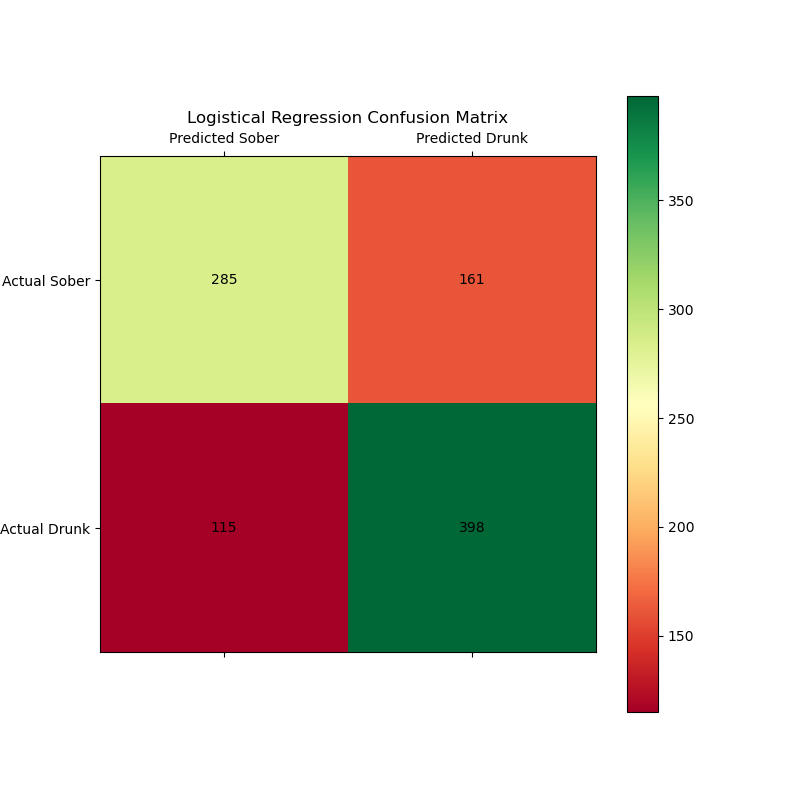 Logistical Regression Confusion Matrix
Predicted Sober Predicted Drunk
Actual Sober 285 161
Actual Drunk 115 398
350
300
250
200
150